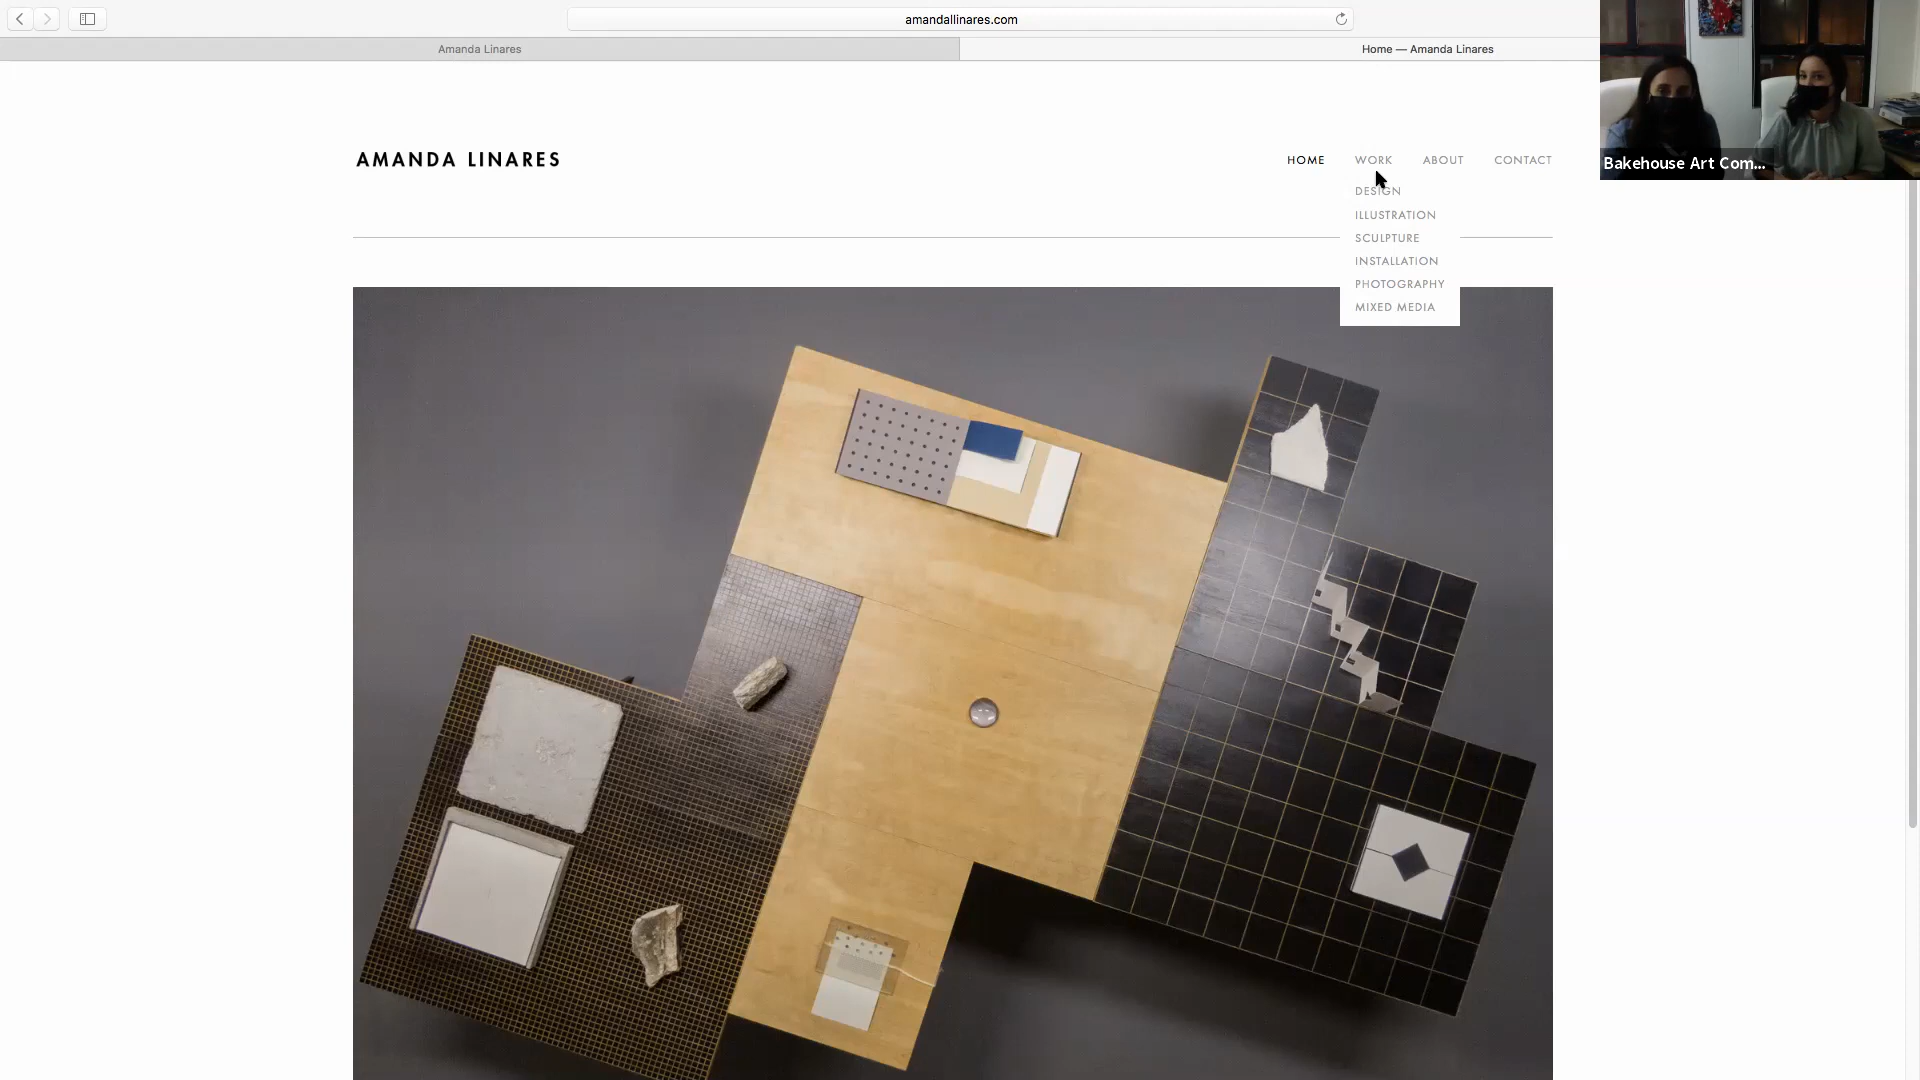 amandallinares.com
Amanda Linares
Home — Amanda Linares
AMANDA LINARES
HOME
WORK
ABOUT
CONTACT
DESIGN
ILLUSTRATION
SCULPTURE
INSTALLATION
PHOTOGRAPHY
MIXED MEDIA
Bakehouse Art Com...